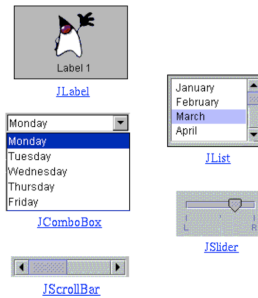 Label 1
JLabel
Monday
Monday
Tuesday
Wednesday
Thursday
Friday
JComboBox
JScrollBar
January
February
March
April
JList
L R
JSlider